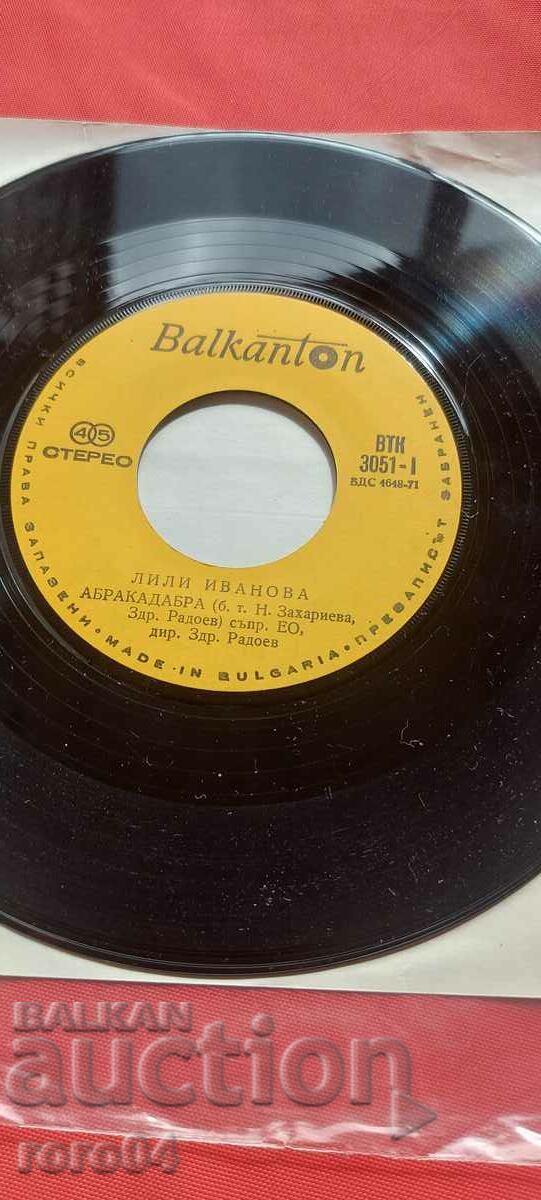 Balkanton
45
СТЕРЕО
ВТК
3051-I
БДС 4648-71
ЛИЛИ ИВАНОВА
АБРАКАДАБРА (б. т. Н. Захариева,
Здр. Радоев) съпр. ЕО,
дир. Здр. Радоев
ВСИЧКИ ПРАВА ЗАПАЗЕНИ • MADE IN BULGARIA • ПРЕЗАПИСЪТ ЗАБРАНЕН
BALKAN
auction
roro04